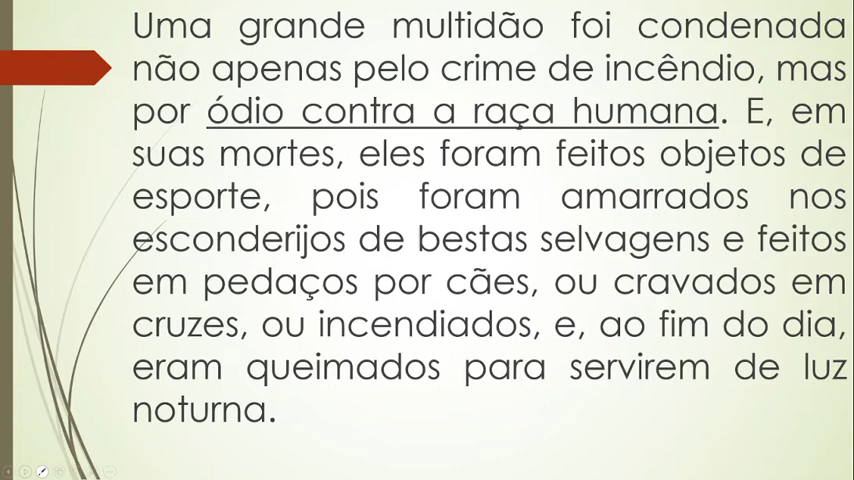 Uma grande multidão foi condenada
não apenas pelo crime de incêndio, mas
por ódio contra a raça humana. E, em
suas mortes, eles foram feitos objetos de
esporte, pois foram amarrados nos
esconderijos de bestas selvagens e feitos
em pedaços por cães, ou cravados em
cruzes, ou incendiados, e, ao fim do dia,
eram queimados para servirem de luz
noturna.